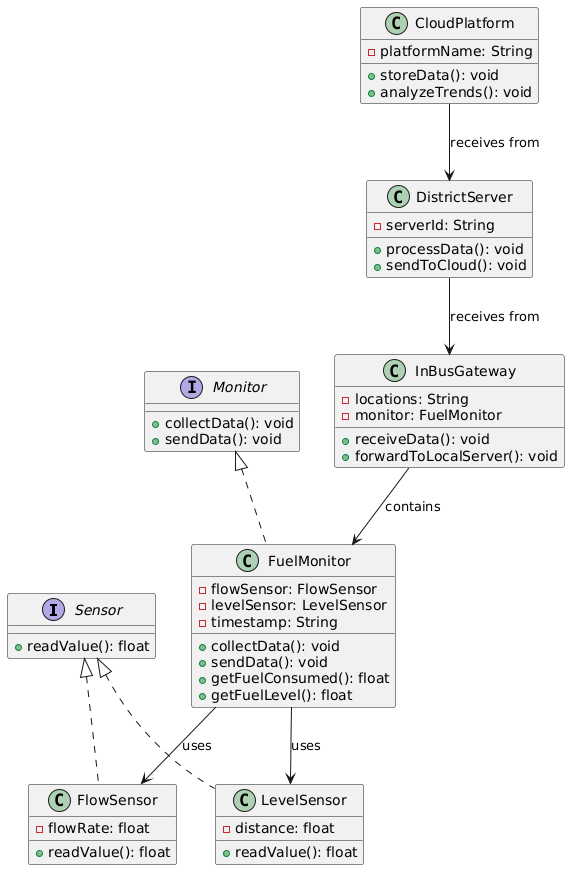 C CloudPlatform
platformName: String
storeData(): void
analyzeTrends(): void
receives from
C DistrictServer
serverId: String
processData(): void
sendToCloud(): void
receives from
C InBusGateway
locations: String
monitor: FuelMonitor
receiveData(): void
forwardToLocalServer(): void
I Monitor
collectData(): void
sendData(): void
contains
C FuelMonitor
flowSensor: FlowSensor
levelSensor: LevelSensor
timestamp: String
collectData(): void
sendData(): void
getFuelConsumed(): float
getFuelLevel(): float
I Sensor
readValue(): float
uses
uses
C FlowSensor
flowRate: float
readValue(): float
C LevelSensor
distance: float
readValue(): float